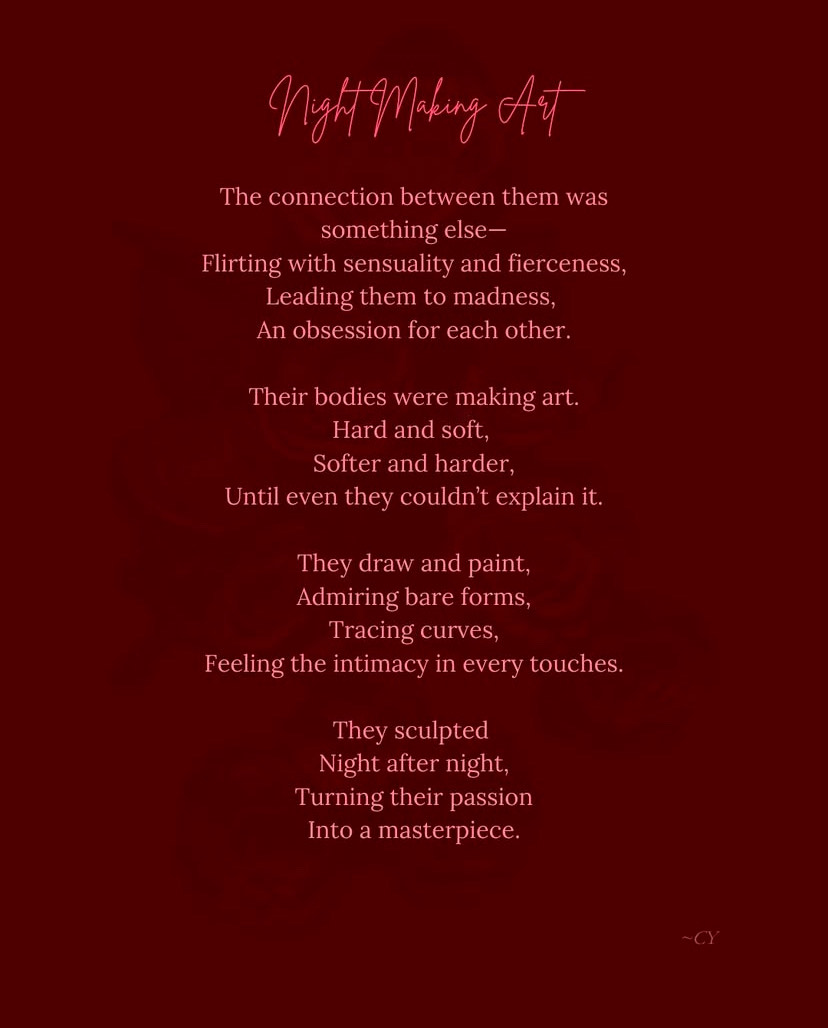 Night Making Art
The connection between them was
something else—
Flirting with sensuality and fierceness,
Leading them to madness,
An obsession for each other.
Their bodies were making art.
Hard and soft,
Softer and harder,
Until even they couldn’t explain it.
They draw and paint,
Admiring bare forms,
Tracing curves,
Feeling the intimacy in every touches.
They sculpted
Night after night,
Turning their passion
Into a masterpiece.
~CY